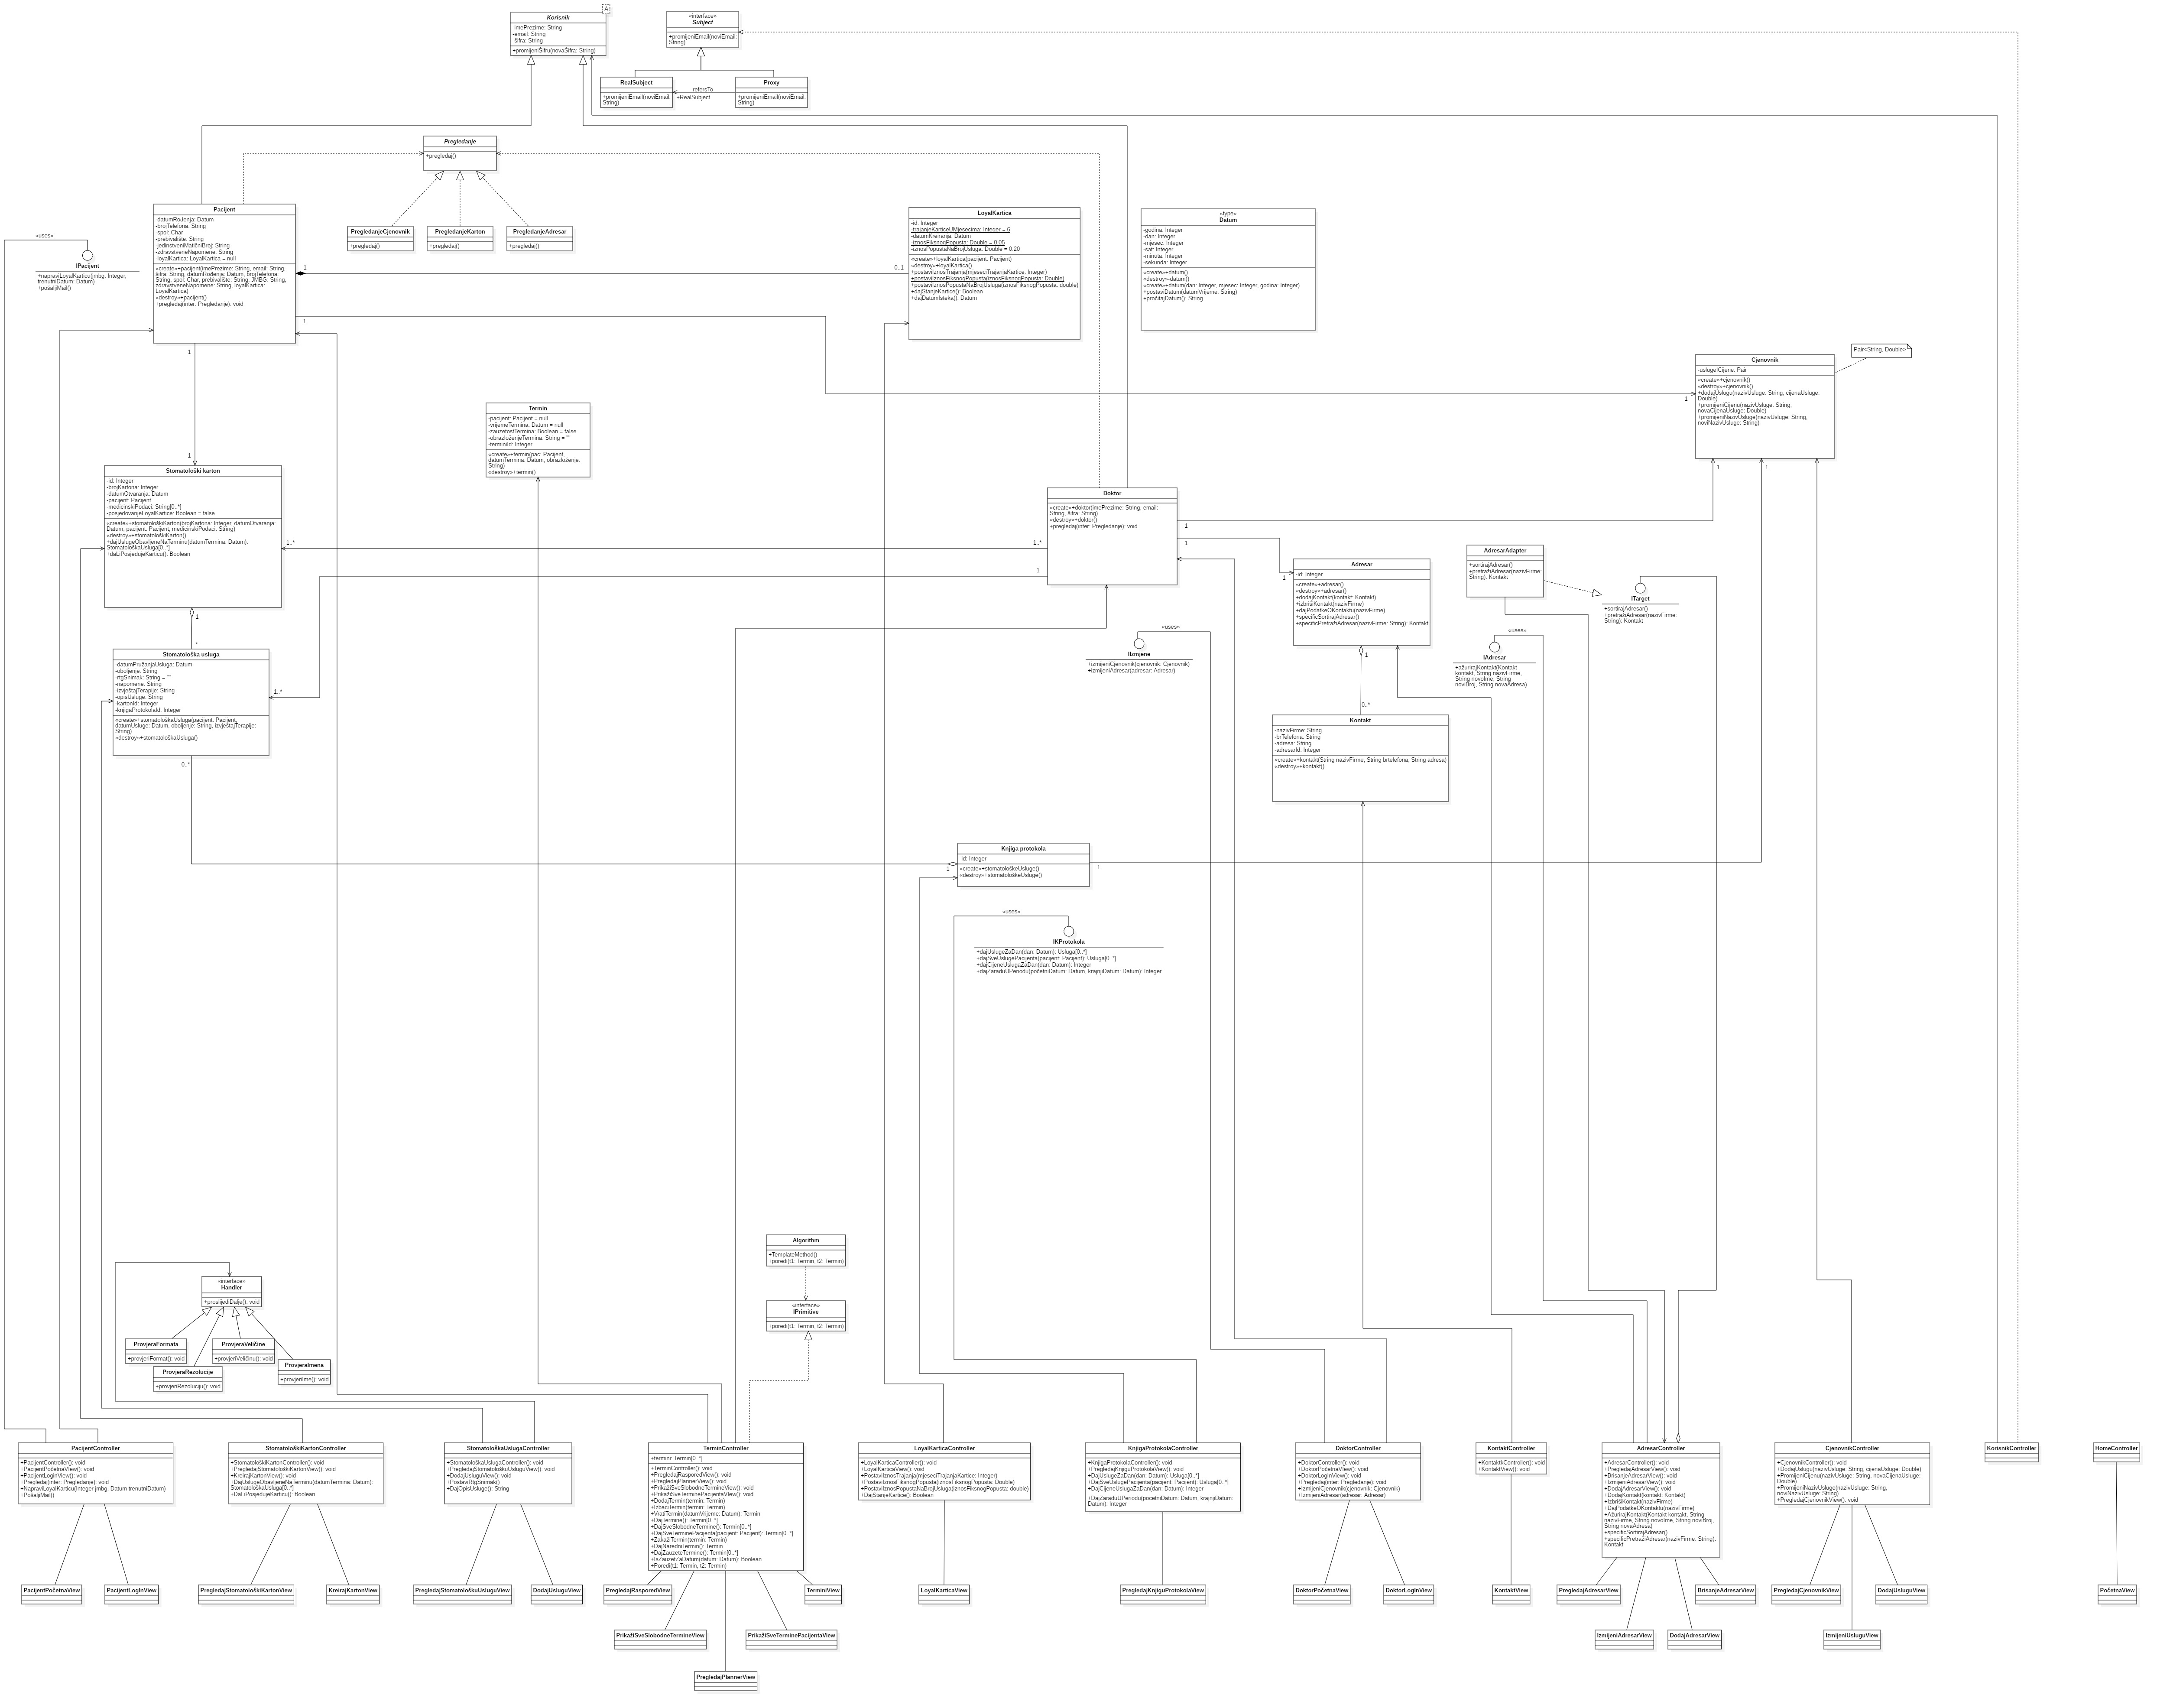 Korisnik
A
-imePrezime: String
-email: String
-šifra: String
+promijeniŠifru(novaŠifra: String)
«interface»
Subject
+promijeniEmail(noviEmail:
String)
RealSubject
+promijeniEmail(noviEmail:
String)
refersTo
+RealSubject
Proxy
+promijeniEmail(noviEmail:
String)
Pregledanje
+pregledaj()
PregledanjeCjenovnik
+pregledaj()
PregledanjeKarton
+pregledaj()
PregledanjeAdresar
+pregledaj()
«uses»
IPacijent
+napraviLoyalKarticu(jmbg: Integer,
trenutniDatum: Datum)
+pošaljiMail()
Pacijent
-datumRođenja: Datum
-brojTelefona: String
-spol: Char
-prebivalište: String
-jedinstveniMatičniBroj: String
-zdravstveneNapomene: String
-loyalKartica: LoyalKartica = null
«create»+pacijent(imePrezime: String, email: String,
šifra: String, datumRođenja: Datum, brojTelefona:
String, spol: Char, prebivalište: String, JMBG: String,
zdravstveneNapomene: String, loyalKartica:
LoyalKartica)
«destroy»+pacijent()
+pregledaj(inter: Pregledanje): void
1
0..1
1
1
1
LoyalKartica
-id: Integer
-trajanjeKarticeUMjesecima: Integer = 6
-datumKreiranja: Datum
-iznosFiksnogPopusta: Double = 0.05
-iznosPopustaNaBrojUsluga: Double = 0.20
«create»+loyalKartica(pacijent: Pacijent)
«destroy»+loyalKartica()
+postaviIznosTrajanja(mjeseciTrajanjaKartice: Integer)
+postaviIznosFiksnogPopusta(iznosFiksnogPopusta: Double)
+postaviIznosPopustaNaBrojUsluga(iznosFiksnogPopusta: double)
+dajStanjeKartice(): Boolean
+dajDatumIsteka(): Datum
«type»
Datum
-godina: Integer
-dan: Integer
-mjesec: Integer
-sat: Integer
-minuta: Integer
-sekunda: Integer
«create»+datum()
«destroy»-datum()
«create»+datum(dan: Integer, mjesec: Integer, godina: Integer)
+postaviDatum(datumVrijeme: String)
+pročitajDatum(): String
Pair<String, Double>
Cjenovnik
-uslugeICijene: Pair
«create»+cjenovnik()
«destroy»+cjenovnik()
+dodajUslugu(nazivUsluge: String, cijenaUsluge:
Double)
+promijeniCijenu(nazivUsluge: String,
novaCijenaUsluge: Double)
+promijeniNazivUsluge(nazivUsluge: String,
noviNazivUsluge: String)
1
1
1
Termin
-pacijent: Pacijent = null
-vrijemeTermina: Datum = null
-zauzetostTermina: Boolean = false
-obrazloženjeTermina: String = ""
-terminId: Integer
«create»+termin(pac: Pacijent,
datumTermina: Datum, obrazloženje:
String)
«destroy»+termin()
Stomatološki karton
-id: Integer
-brojKartona: Integer
-datumOtvaranja: Datum
-pacijent: Pacijent
-medicinskiPodaci: String[0..*]
-posjedovanjeLoyalKartice: Boolean = false
«create»+stomatološkiKarton(brojKartona: Integer, datumOtvaranja:
Datum, pacijent: Pacijent, medicinskiPodaci: String)
«destroy»+stomatološkiKarton()
+dajUslugeObavljeneNaTerminu(datumTermina: Datum):
StomatološkaUsluga[0..*]
+daLiPosjedujeKarticu(): Boolean
1..*
1..*
1
1
*
Doktor
«create»+doktor(imePrezime: String, email:
String, šifra: String)
«destroy»+doktor()
+pregledaj(inter: Pregledanje): void
1
1
1
Adresar
-id: Integer
«create»+adresar()
«destroy»+adresar()
+dodajKontakt(kontakt: Kontakt)
+izbrišiKontakt(nazivFirme)
+dajPodatkeOKontaktu(nazivFirme)
+specificSortirajAdresar()
+specificPretražiAdresar(nazivFirme: String): Kontakt
1
0..*
AdresarAdapter
+sortirajAdresar()
+pretražiAdresar(nazivFirme:
String): Kontakt
ITarget
+sortirajAdresar()
+pretražiAdresar(nazivFirme:
String): Kontakt
«uses»
IIzmjene
+izmijeniCjenovnik(cjenovnik: Cjenovnik)
+izmijeniAdresar(adresar: Adresar)
«uses»
IAdresar
+ažurirajKontakt(Kontakt
kontakt, String nazivFirme,
String novoIme, String
noviBroj, String novaAdresa)
Stomatološka usluga
-datumPružanjaUsluga: Datum
-oboljenje: String
-rtgSnimak: String = ""
-napomene: String
-izvještajTerapije: String
-opisUsluge: String
-kartonId: Integer
-knjigaProtokolaId: Integer
«create»+stomatološkaUsluga(pacijent: Pacijent,
datumUsluge: Datum, oboljenje: String, izvještajTerapije:
String)
«destroy»+stomatološkaUsluga()
1..*
0..*
Kontakt
-nazivFirme: String
-brTelefona: String
-adresa: String
-adresarId: Integer
«create»+kontakt(String nazivFirme, String brtelefona, String adresa)
«destroy»+kontakt()
Knjiga protokola
-id: Integer
«create»+stomatološkeUsluge()
«destroy»+stomatološkeUsluge()
1
1
«uses»
IKProtokola
+dajUslugeZaDan(dan: Datum): Usluga[0..*]
+dajSveUslugePacijenta(pacijent: Pacijent): Usluga[0..*]
+dajCijeneUslugaZaDan(dan: Datum): Integer
+dajZaraduUPeriodu(početniDatum: Datum, krajnjiDatum: Datum): Integer
Algorithm
+TemplateMethod()
+poredi(t1: Termin, t2: Termin)
«interface»
IPrimitive
+poredi(t1: Termin, t2: Termin)
«interface»
Handler
+proslijediDalje(): void
ProvjeraFormata
+provjeriFormat(): void
ProvjeraVeličine
+provjeriVeličinu(): void
ProvjeraRezolucije
+provjeriRezoluciju(): void
ProvjeraImena
+provjeriIme(): void
PacijentController
+PacijentController(): void
+PacijentPočetnaView(): void
+PacijentLoginView(): void
+Pregledaj(inter: Pregledanje): void
+NapraviLoyalKarticu(Integer jmbg, Datum trenutniDatum)
+PošaljiMail()
StomatološkiKartonController
+StomatološkiKartonController(): void
+PregledajStomatološkiKartonView(): void
+KreirajKartonView(): void
+DajUslugeObavljeneNaTerminu(datumTermina: Datum):
StomatološkaUsluga[0..*]
+DaLiPosjedujeKarticu(): Boolean
StomatološkaUslugaController
+StomatološkaUslugaController(): void
+PregledajStomatološkuUsluguView(): void
+DodajUsluguView(): void
+PostaviRtgSnimak()
+DajOpisUsluge(): String
TerminController
+termini: Termin[0..*]
+TerminController(): void
+PregledajRasporedView(): void
+PregledajPlannerView(): void
+PrikažiSveSlobodneTermineView(): void
+PrikažiSveTerminePacijentaView(): void
+DodajTermin(termin: Termin)
+IzbaciTermin(termin: Termin)
+VratiTermin(datumVrijeme: Datum): Termin
+DajTermine(): Termin[0..*]
+DajSveSlobodneTermine(): Termin[0..*]
+DajSveTerminePacijenta(pacijent: Pacijent): Termin[0..*]
+ZakažiTermin(termin: Termin)
+DajNaredniTermin(): Termin
+DajZauzeteTermine(): Termin[0..*]
+IsZauzetZaDatum(datum: Datum): Boolean
+Poredi(t1: Termin, t2: Termin)
LoyalKarticaController
+LoyalKarticaController(): void
+LoyalKarticaView(): void
+PostaviIznosTrajanja(mjeseciTrajanjaKartice: Integer)
+PostaviIznosFiksnogPopusta(iznosFiksnogPopusta: Double)
+PostaviIznosPopustaNaBrojUsluga(iznosFiksnogPopusta: double)
+DajStanjeKartice(): Boolean
KnjigaProtokolaController
+KnjigaProtokolaController(): void
+PregledajKnjiguProtokolaView(): void
+DajUslugeZaDan(dan: Datum): Usluga[0..*]
+DajSveUslugePacijenta(pacijent: Pacijent): Usluga[0..*]
+DajCijeneUslugaZaDan(dan: Datum): Integer
+DajZaraduUPeriodu(pocetniDatum: Datum, krajnjiDatum:
Datum): Integer
DoktorController
+DoktorController(): void
+DoktorPočetnaView(): void
+DoktorLogInView(): void
+Pregledaj(inter: Pregledanje): void
+IzmijeniCjenovnik(cjenovnik: Cjenovnik)
+IzmijeniAdresar(adresar: Adresar)
KontaktController
+KontaktkController(): void
+KontaktView(): void
AdresarController
+AdresarController(): void
+PregledajAdresarView(): void
+BrisanjeAdresarView(): void
+IzmijeniAdresarView(): void
+DodajAdresarView(): void
+DodajKontakt(kontakt: Kontakt)
+IzbrišiKontakt(nazivFirme)
+DajPodatkeOKontaktu(nazivFirme)
+AžurirajKontakt(Kontakt kontakt, String
nazivFirme, String novoIme, String noviBroj,
String novaAdresa)
+specificSortirajAdresar()
+specificPretražiAdresar(nazivFirme: String):
Kontakt
CjenovnikController
+CjenovnikController(): void
+DodajUslugu(nazivUsluge: String, cijenaUsluge: Double)
+PromijeniCijenu(nazivUsluge: String, novaCijenaUsluge:
Double)
+PromijeniNazivUsluge(nazivUsluge: String,
noviNazivUsluge: String)
+PregledajCjenovnikView(): void
KorisnikController
HomeController
PacijentPočetnaView
PacijentLogInView
PregledajStomatološkiKartonView
KreirajKartonView
PregledajStomatološkuUsluguView
DodajUsluguView
PregledajRasporedView
TerminiView
LoyalKarticaView
PregledajKnjiguProtokolaView
DoktorPočetnaView
DoktorLogInView
KontaktView
PregledajAdresarView
BrisanjeAdresarView
PregledajCjenovnikView
DodajUsluguView
PočetnaView
PrikažiSveSlobodneTermineView
PrikažiSveTerminePacijentaView
IzmijeniAdresarView
DodajAdresarView
IzmijeniUsluguView
PregledajPlannerView